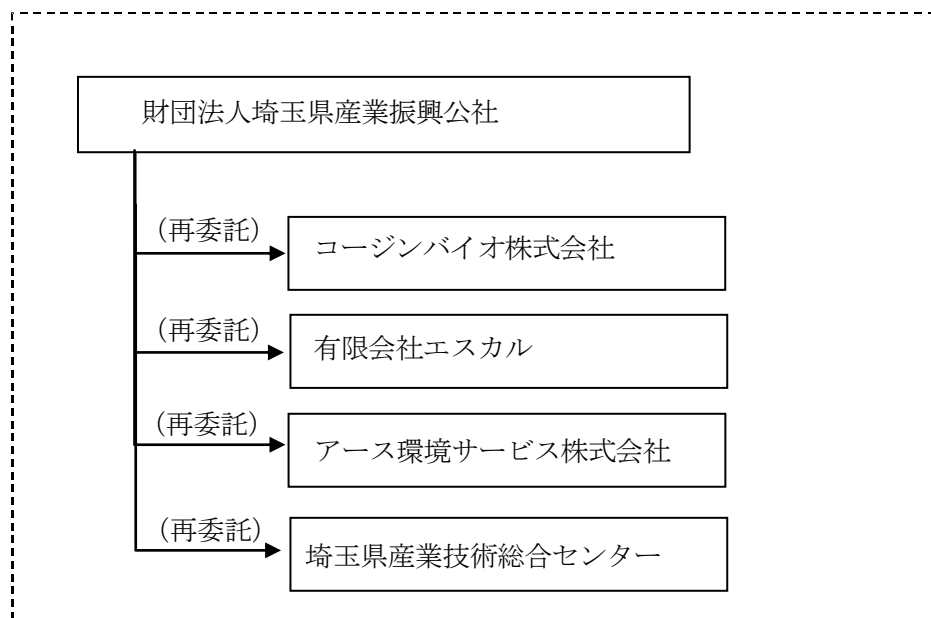 財団法人埼玉県産業振興公社
（再委託）
コージンバイオ株式会社
（再委託）
有限会社エスカル
（再委託）
アース環境サービス株式会社
（再委託）
埼玉県産業技術総合センター